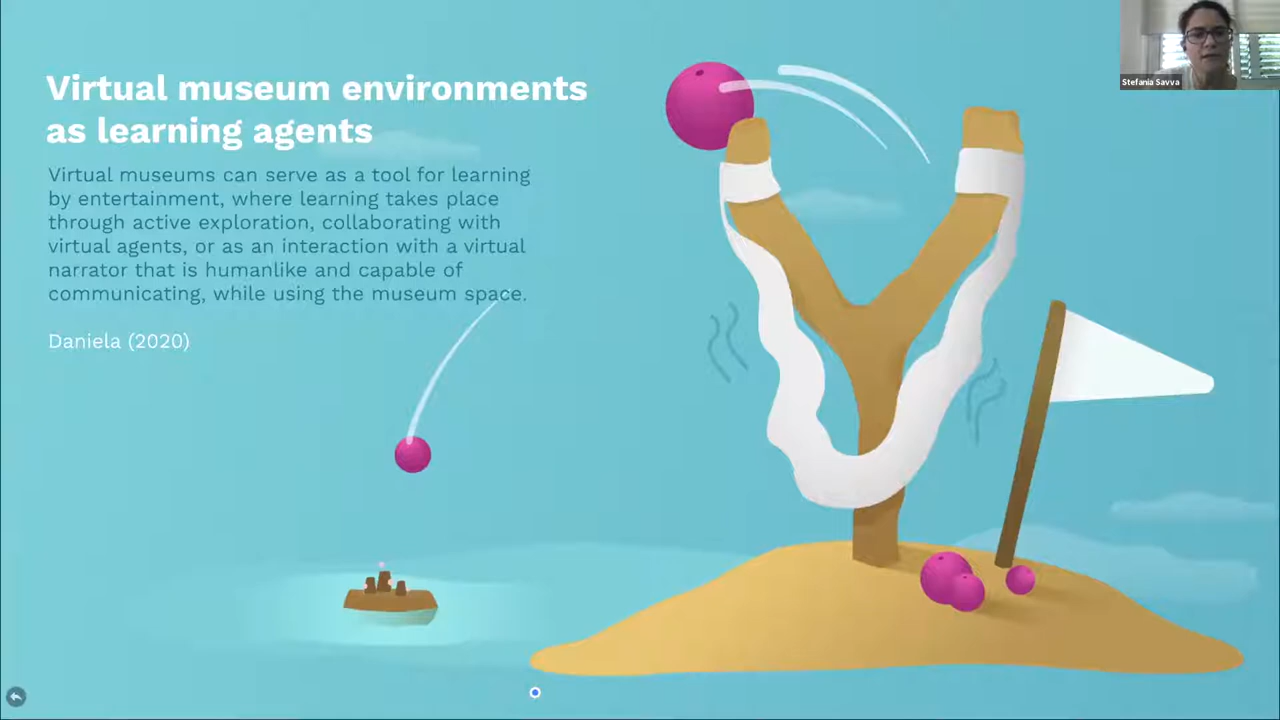 Virtual museum environments
as learning agents
Virtual museums can serve as a tool for learning
by entertainment, where learning takes place
through active exploration, collaborating with
virtual agents, or as an interaction with a virtual
narrator that is humanlike and capable of
communicating, while using the museum space.
Daniela (2020)
Stefania Savva